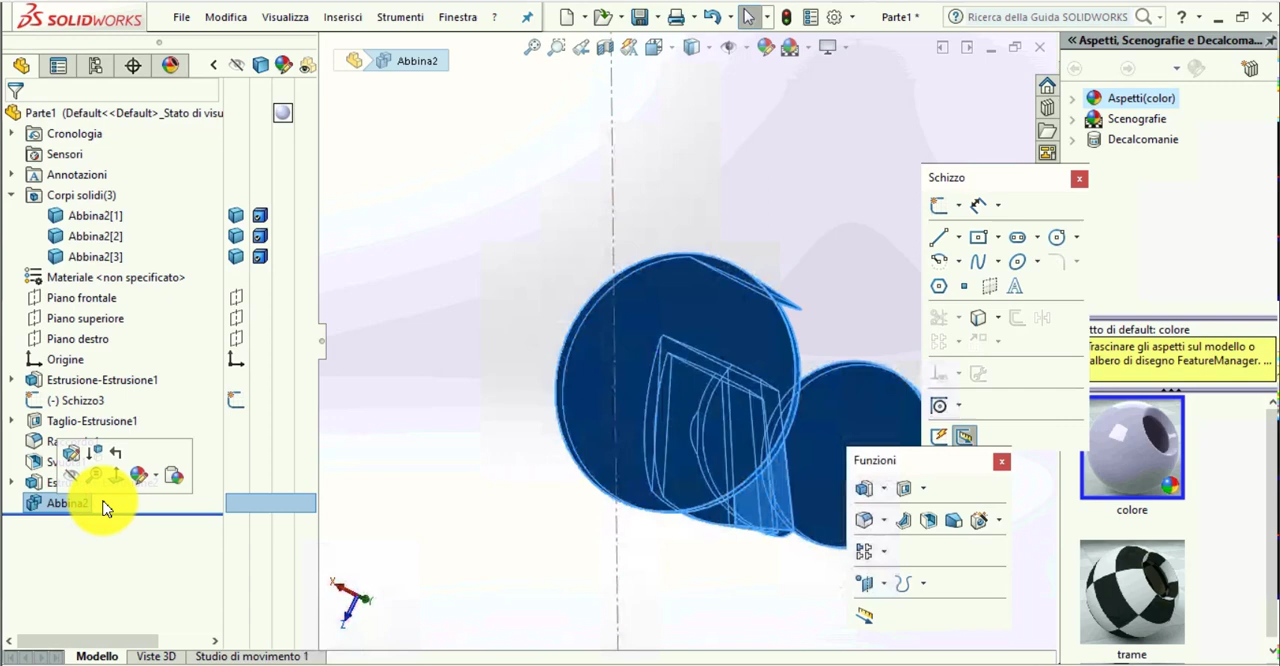 SOLIDWORKS
File Modifica Visualizza Inserisci Strumenti Finestra ?
Parte1 *
Ricerca della Guida SOLIDWORKS
?
Abbina2
Aspetti, Scenografie e Decalcoma...
Parte1 (Default<<Default>_Stato di visu
Cronologia
Sensori
Annotazioni
Corpi solidi(3)
Abbina2[1]
Abbina2[2]
Abbina2[3]
Materiale <non specificato>
Piano frontale
Piano superiore
Piano destro
Origine
Estrusione-Estrusione1
(-) Schizzo3
Taglio-Estrusione1
Abbina2
Aspetti(color)
Scenografie
Decalcomanie
Schizzo
x
Funzioni
x
tto di default: colore
Trascinare gli aspetti sul modello o
albero di disegno FeatureManager. ...
colore
trame
X
Y
Z
Modello Viste 3D Studio di movimento 1